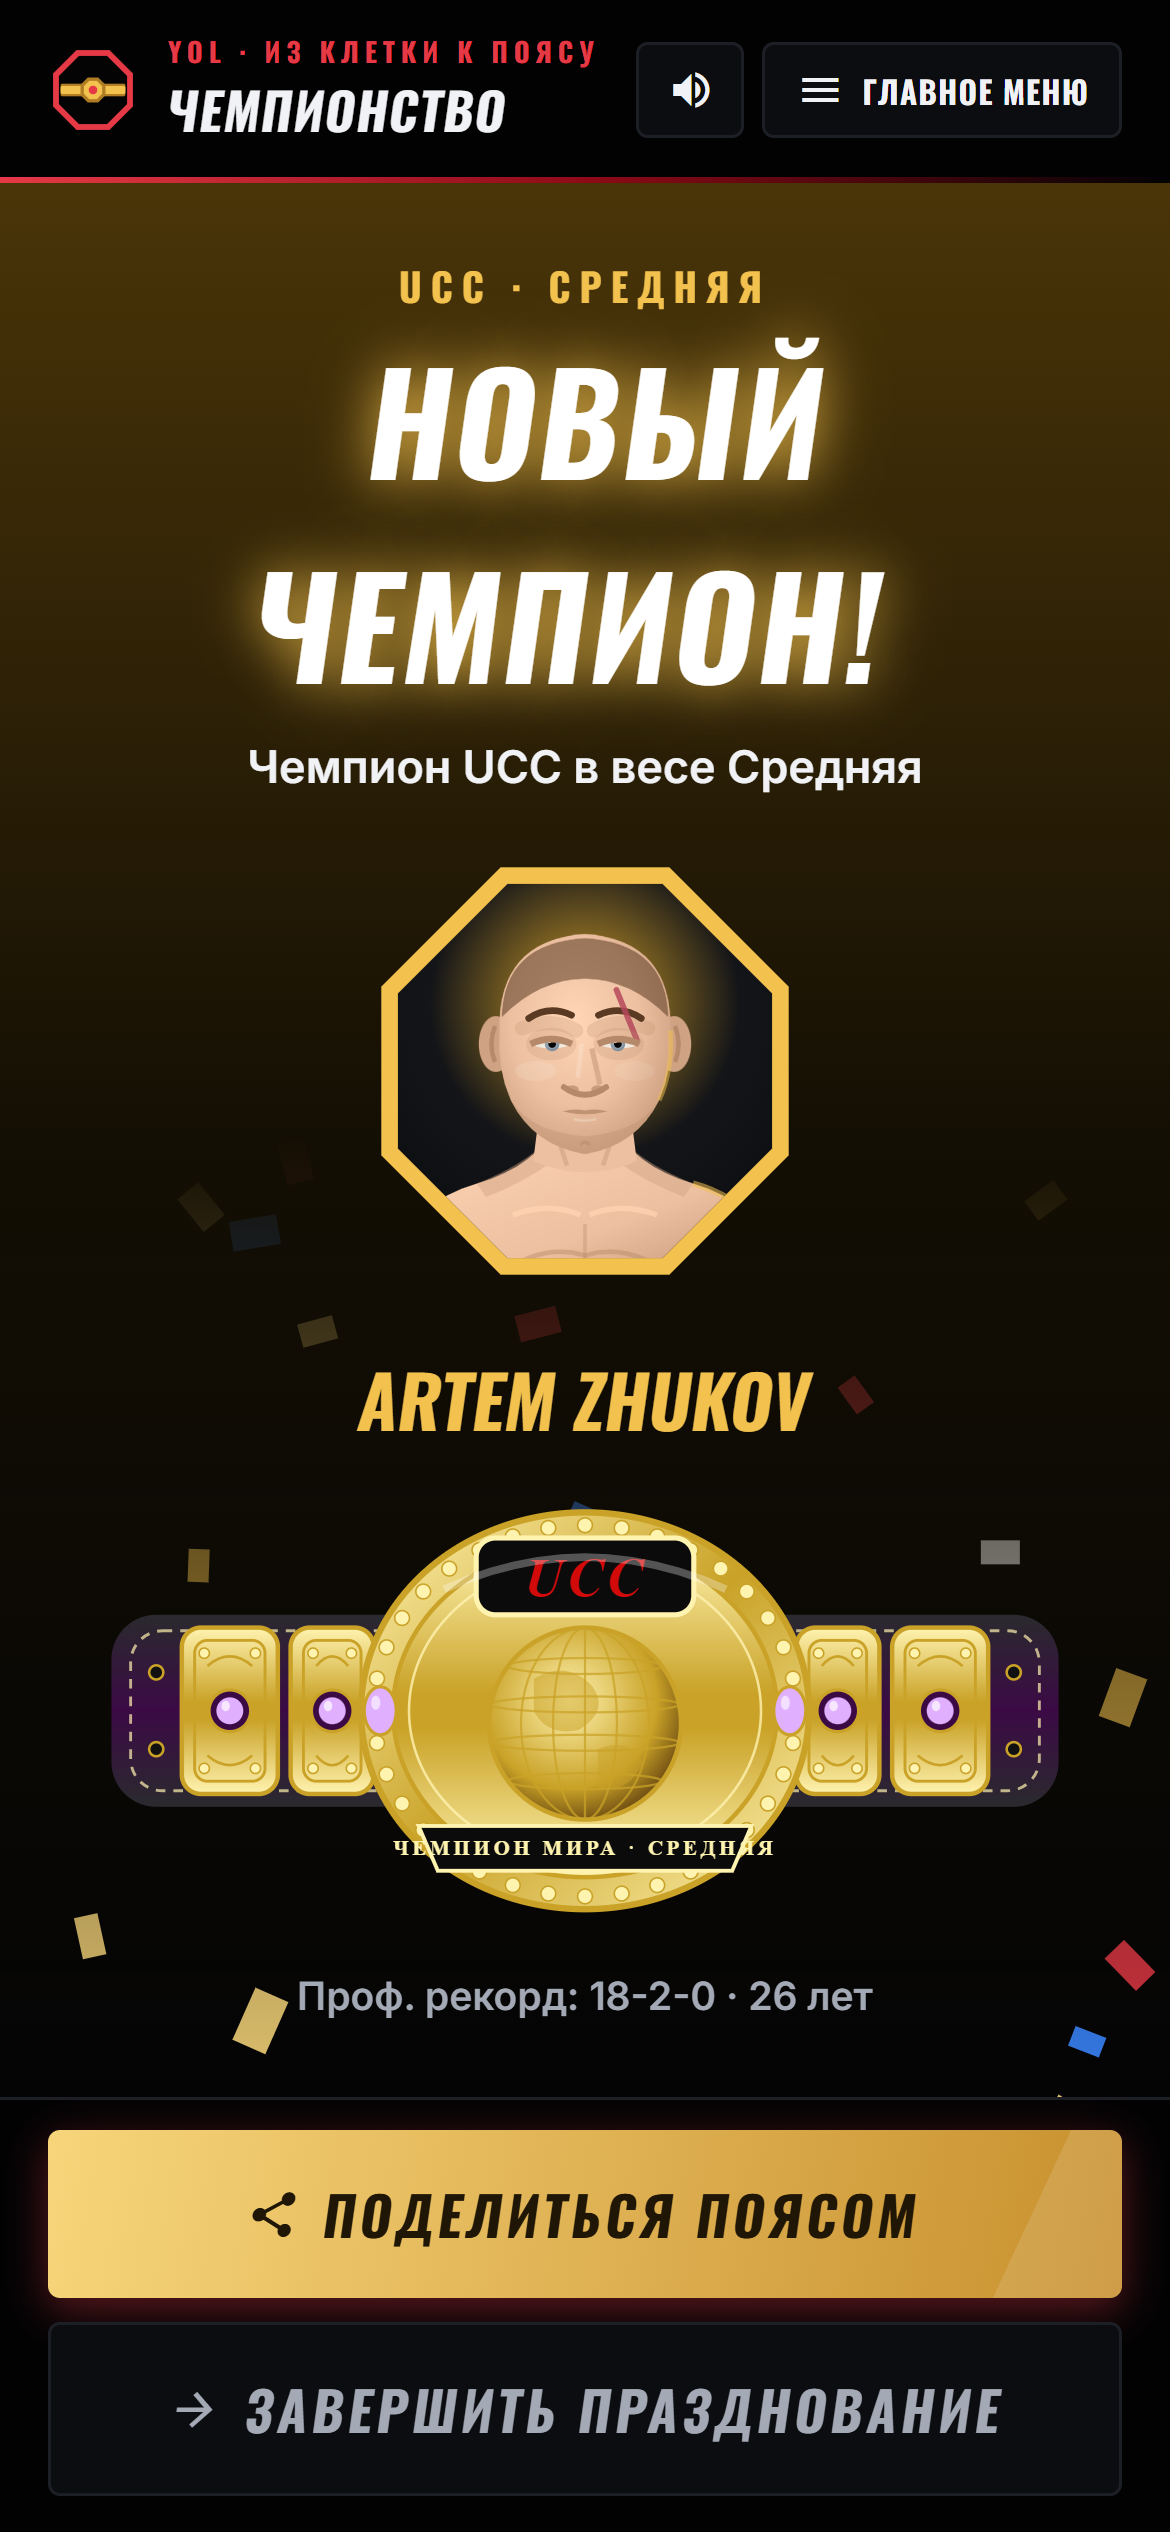 YOL · ИЗ КЛЕТКИ К ПОЯСУ
ЧЕМПИОНСТВО
ГЛАВНОЕ МЕНЮ
UCC · СРЕДНЯЯ
НОВЫЙ
ЧЕМПИОН!
Чемпион UCC в весе Средняя
ARTEM ZHUKOV
UCC
ЧЕМПИОН МИРА · СРЕДНЯЯ
Проф. рекорд: 18-2-0 · 26 лет
ПОДЕЛИТЬСЯ ПОЯСОМ
ЗАВЕРШИТЬ ПРАЗДНОВАНИЕ